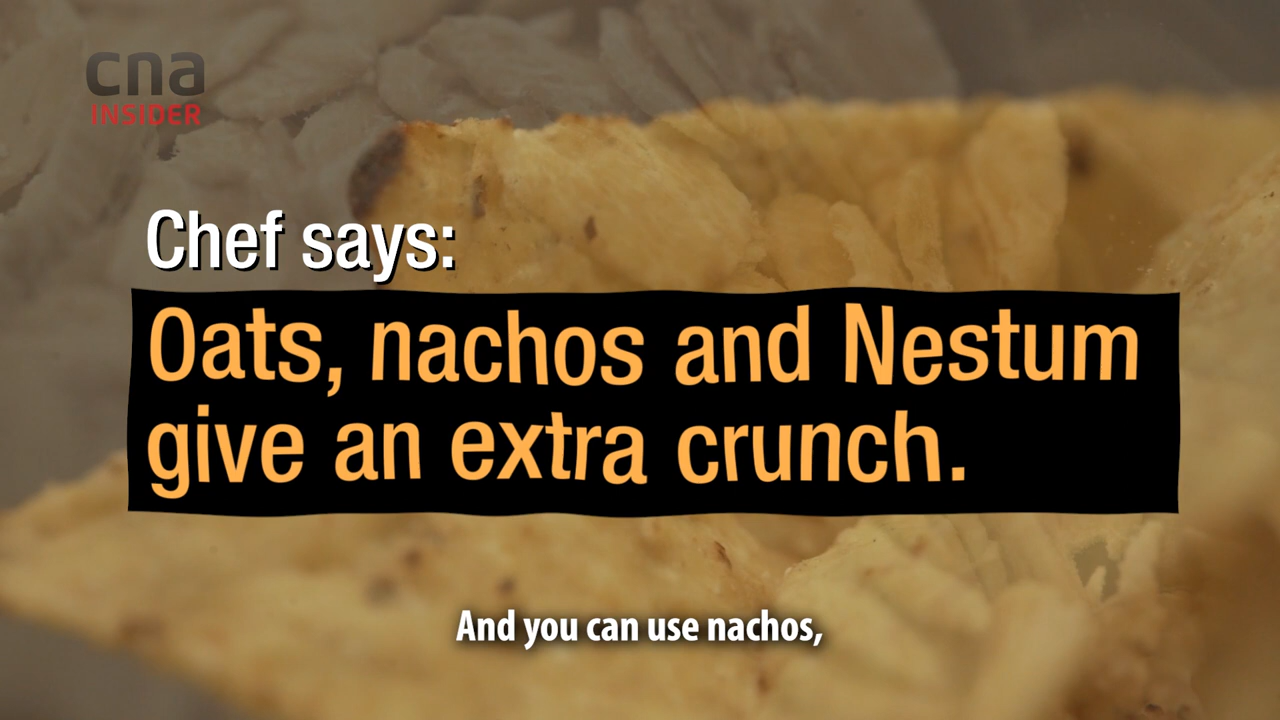 cna
INSIDER
Chef says:
Oats, nachos and Nestum
give an extra crunch.
And you can use nachos,